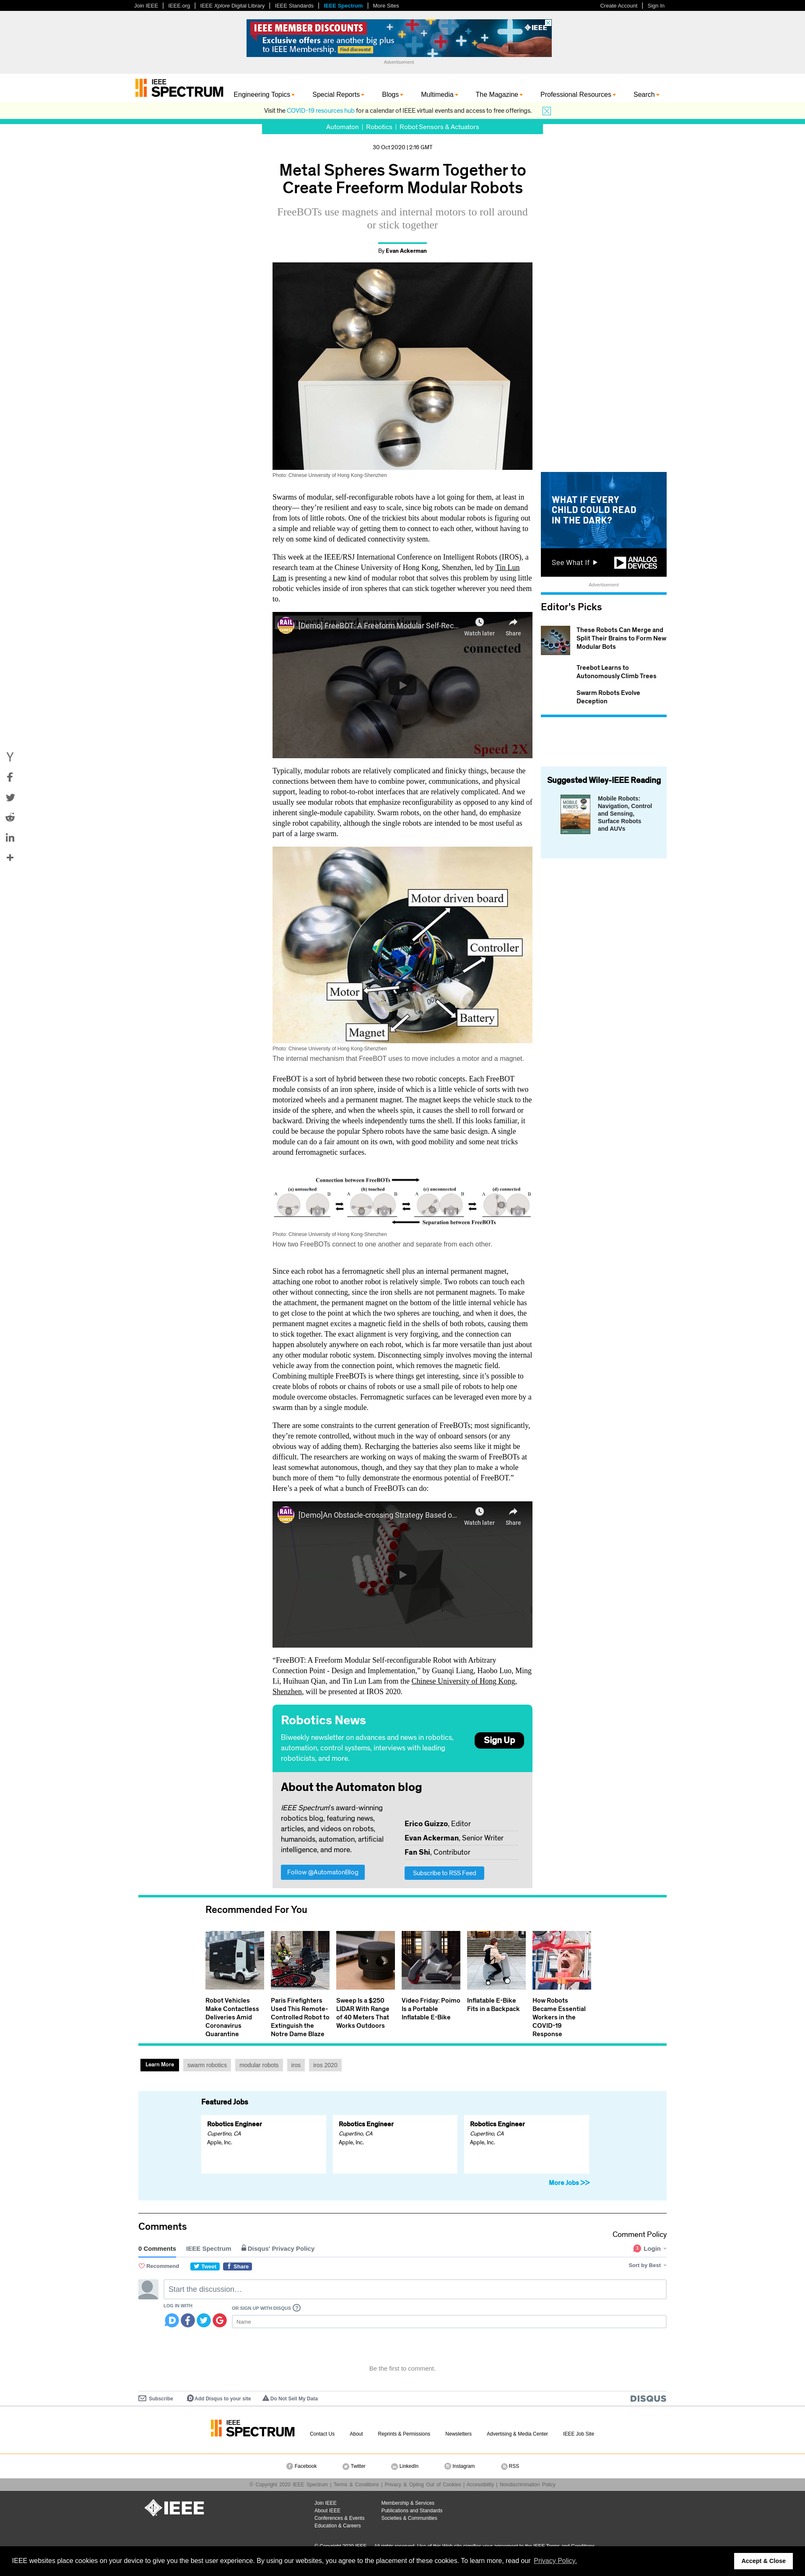 Join IEEE | IEEE.org | IEEE Xplore Digital Library | IEEE Standards | IEEE Spectrum | More Sites
Create Account | Sign In
IEEE MEMBER DISCOUNTS
Exclusive offers are another big plus
to IEEE Membership. Find discounts!
IEEE
Advertisement
IEEE
SPECTRUM
Engineering Topics Special Reports Blogs Multimedia The Magazine Professional Resources Search
Visit the COVID-19 resources hub for a calendar of IEEE virtual events and access to free offerings.
Automaton | Robotics | Robot Sensors & Actuators
30 Oct 2020 | 2:16 GMT
Metal Spheres Swarm Together to
Create Freeform Modular Robots
FreeBOTs use magnets and internal motors to roll around
or stick together
By Evan Ackerman
Photo: Chinese University of Hong Kong-Shenzhen
Swarms of modular, self-reconfigurable robots have a lot going for them, at least in
theory— they're resilient and easy to scale, since big robots can be made on demand
from lots of little robots. One of the trickiest bits about modular robots is figuring out
a simple and reliable way of getting them to connect to each other, without having to
rely on some kind of dedicated connectivity system.
This week at the IEEE/RSJ International Conference on Intelligent Robots (IROS), a
research team at the Chinese University of Hong Kong, Shenzhen, led by Tin Lun
Lam is presenting a new kind of modular robot that solves this problem by using little
robotic vehicles inside of iron spheres that can stick together wherever you need them
to.
[Demo] FreeBOT: A Freeform Modular Self-Rec...
Watch later
Share
connected
Speed 2X
Typically, modular robots are relatively complicated and finicky things, because the
connections between them have to combine power, communications, and physical
support, leading to robot-to-robot interfaces that are complicated as well. And we
usually see modular robots that emphasize reconfigurability as opposed to any kind of
inherent single-module capability. Swarm robots, on the other hand, do emphasize
single robot capability, although the single robots are intended to be most useful as
part of a large swarm.
Motor driven board
Controller
Motor
Battery
Magnet
Photo: Chinese University of Hong Kong-Shenzhen
The internal mechanism that FreeBOT uses to move includes a motor and a magnet.
FreeBOT is a sort of hybrid between these two robotic concepts. Each FreeBOT
module consists of an iron sphere, inside of which is a little vehicle of sorts with two
motorized wheels and a permanent magnet. The magnet keeps the vehicle stuck to the
inside of the sphere, and when the wheels spin, it causes the shell to roll forward or
backward. Driving the wheels independently turns the shell. If this looks familiar, it
could be because the popular Sphero robots have the same basic design. A single
module can do a fair amount on its own, with good mobility and some neat tricks
around ferromagnetic surfaces.
Connection between FreeBOTs
(a) untouched (b) touched (c) unconnected (d) connected
A B A B A B A B
Separation between FreeBOTs
Photo: Chinese University of Hong Kong-Shenzhen
How two FreeBOTs connect to one another and separate from each other.
Since each robot has a ferromagnetic shell plus an internal permanent magnet,
attaching one robot to another robot is relatively simple. Two robots can touch each
other without connecting, since the iron shells are not permanent magnets. To make
the attachment, the permanent magnet on the bottom of the little internal vehicle has
to get close to the point at which the two spheres are touching, and when it does, the
permanent magnet excites a magnetic field in the shells of both robots, causing them
to stick together. The exact alignment is very forgiving, and the connection can
happen absolutely anywhere on each robot, which is far more versatile than just about
any other modular robotic system. Disconnecting simply involves moving the internal
vehicle away from the connection point, which removes the magnetic field.
Combining multiple FreeBOTs is where things get interesting, since it's possible to
create blobs of robots or chains of robots or use a small pile of robots to help one
module overcome obstacles. Ferromagnetic surfaces can be leveraged even more by a
swarm than by a single module.
There are some constraints to the current generation of FreeBOTs; most significantly,
they're remote controlled, without much in the way of onboard sensors (or any
obvious way of adding them). Recharging the batteries also seems like it might be
difficult. The researchers are working on ways of making the swarm of FreeBOTs at
least somewhat autonomous, though, and they say that they plan to make a whole
bunch more of them "to fully demonstrate the enormous potential of FreeBOT."
Here's a peek of what a bunch of FreeBOTs can do:
[Demo]An Obstacle-crossing Strategy Based o...
Watch later
Share
"FreeBOT: A Freeform Modular Self-reconfigurable Robot with Arbitrary
Connection Point - Design and Implementation," by Guanqi Liang, Haobo Luo, Ming
Li, Huihuan Qian, and Tin Lun Lam from the Chinese University of Hong Kong,
Shenzhen, will be presented at IROS 2020.
WHAT IF EVERY
CHILD COULD READ
IN THE DARK?
See What If
ANALOG
DEVICES
Advertisement
Editor's Picks
These Robots Can Merge and
Split Their Brains to Form New
Modular Bots
Treebot Learns to
Autonomously Climb Trees
Swarm Robots Evolve
Deception
Suggested Wiley-IEEE Reading
MOBILE
ROBOTS
Mobile Robots:
Navigation, Control
and Sensing,
Surface Robots
and AUVs
Robotics News
Biweekly newsletter on advances and news in robotics,
automation, control systems, interviews with leading
roboticists, and more.
Sign Up
About the Automaton blog
IEEE Spectrum's award-winning
robotics blog, featuring news,
articles, and videos on robots,
humanoids, automation, artificial
intelligence, and more.
Follow @AutomatonBlog
Erico Guizzo, Editor
Evan Ackerman, Senior Writer
Fan Shi, Contributor
Subscribe to RSS Feed
Recommended For You
Robot Vehicles
Make Contactless
Deliveries Amid
Coronavirus
Quarantine
Paris Firefighters
Used This Remote-
Controlled Robot to
Extinguish the
Notre Dame Blaze
Sweep Is a $250
LIDAR With Range
of 40 Meters That
Works Outdoors
Video Friday: Poimo
Is a Portable
Inflatable E-Bike
Inflatable E-Bike
Fits in a Backpack
How Robots
Became Essential
Workers in the
COVID-19
Response
Learn More
swarm robotics
modular robots
iros
iros 2020
Featured Jobs
Robotics Engineer
Cupertino, CA
Apple, Inc.
Robotics Engineer
Cupertino, CA
Apple, Inc.
Robotics Engineer
Cupertino, CA
Apple, Inc.
More Jobs >>
Comments
Comment Policy
0 Comments IEEE Spectrum Disqus' Privacy Policy
1 Login
Recommend Tweet Share
Sort by Best
Start the discussion…
LOG IN WITH
OR SIGN UP WITH DISQUS ?
Name
Be the first to comment.
Subscribe Add Disqus to your site Do Not Sell My Data
DISQUS
IEEE
SPECTRUM
Contact Us About Reprints & Permissions Newsletters Advertising & Media Center IEEE Job Site
Facebook Twitter LinkedIn Instagram RSS
© Copyright 2020 IEEE Spectrum | Terms & Conditions | Privacy & Opting Out of Cookies | Accessibility | Nondiscrimination Policy
IEEE
Join IEEE
About IEEE
Conferences & Events
Education & Careers
Membership & Services
Publications and Standards
Societies & Communities
IEEE websites place cookies on your device to give you the best user experience. By using our websites, you agree to the placement of these cookies. To learn more, read our Privacy Policy.
Accept & Close